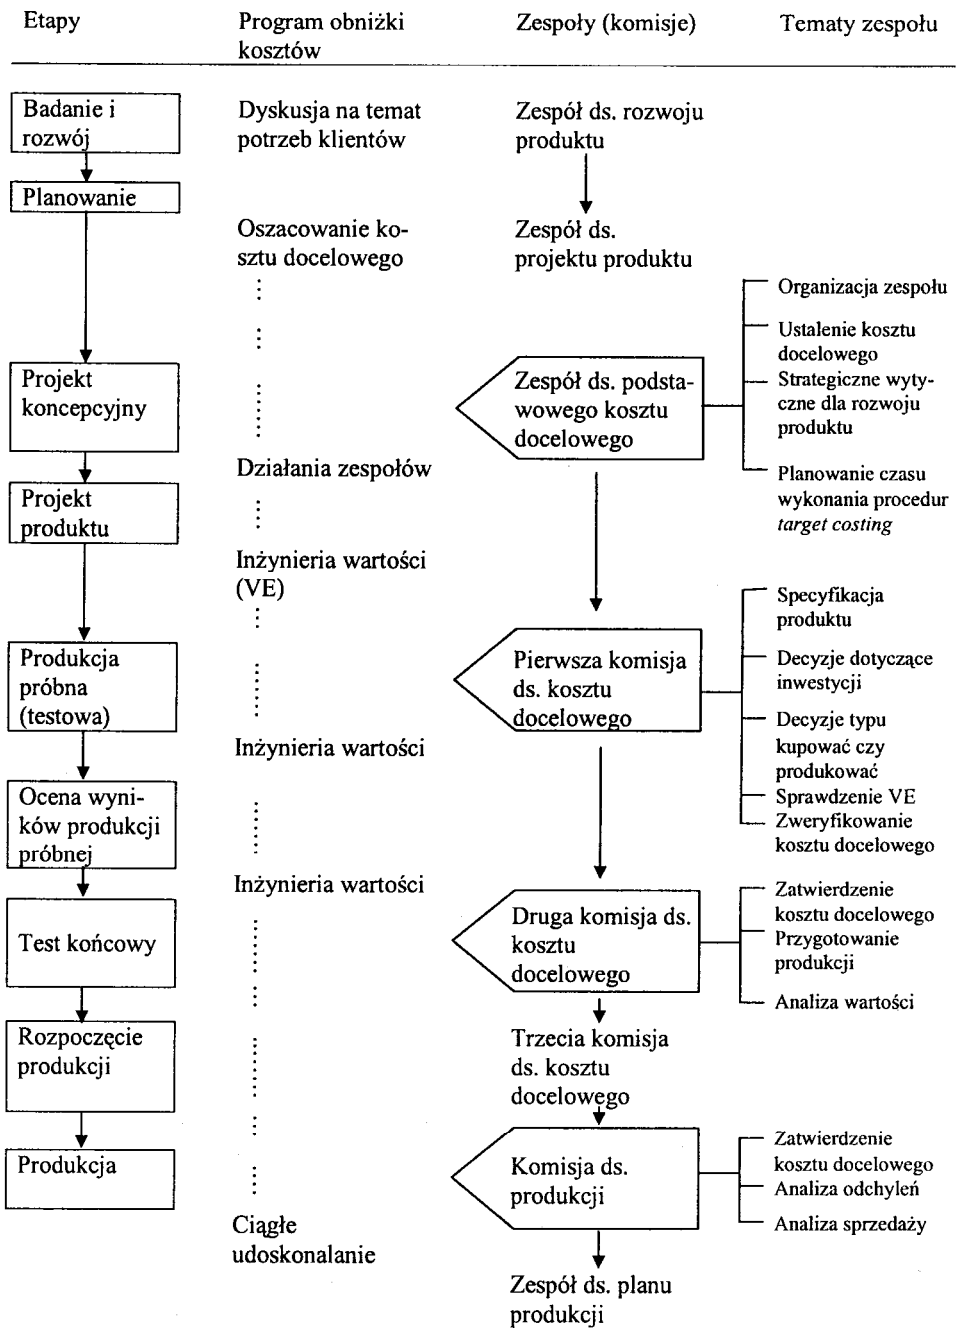 Etapy
Program obniżki
kosztów
Zespoły (komisje)
Tematy zespołu
Badanie i
rozwój
Planowanie
Projekt
koncepcyjny
Projekt
produktu
Produkcja
próbna
(testowa)
Ocena wyni-
ków produkcji
próbnej
Test końcowy
Rozpoczęcie
produkcji
Produkcja
Dyskusja na temat
potrzeb klientów
Oszacowanie ko-
sztu docelowego
Działania zespołów
Inżynieria wartości
(VE)
Inżynieria wartości
Inżynieria wartości
Ciągłe
udoskonalanie
Zespół ds. rozwoju
produktu
Zespół ds.
projektu produktu
Zespół ds. podsta-
wowego kosztu
docelowego
Pierwsza komisja
ds. kosztu
docelowego
Druga komisja ds.
kosztu
docelowego
Trzecia komisja
ds. kosztu
docelowego
Komisja ds.
produkcji
Zespół ds. planu
produkcji
Organizacja zespołu
Ustalenie kosztu
docelowego
Strategiczne wyty-
czne dla rozwoju
produktu
Planowanie czasu
wykonania procedur
target costing
Specyfikacja
produktu
Decyzje dotyczące
inwestycji
Decyzje typu
kupować czy
produkować
Sprawdzenie VE
Zweryfikowanie
kosztu docelowego
Zatwierdzenie
kosztu docelowego
Przygotowanie
produkcji
Analiza wartości
Zatwierdzenie
kosztu docelowego
Analiza odchyleń
Analiza sprzedaży